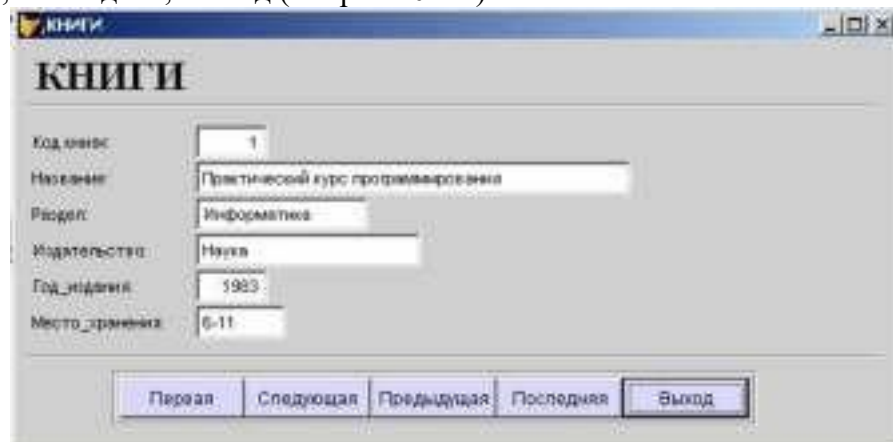 КНИГИ
КНИГИ
Код книги: 1
Название: Практический курс программирования
Раздел: Информатика
Издательство: Наука
Год_издания: 1983
Место_хранения: 6-11
Первая Следующая Предыдущая Последняя Выход